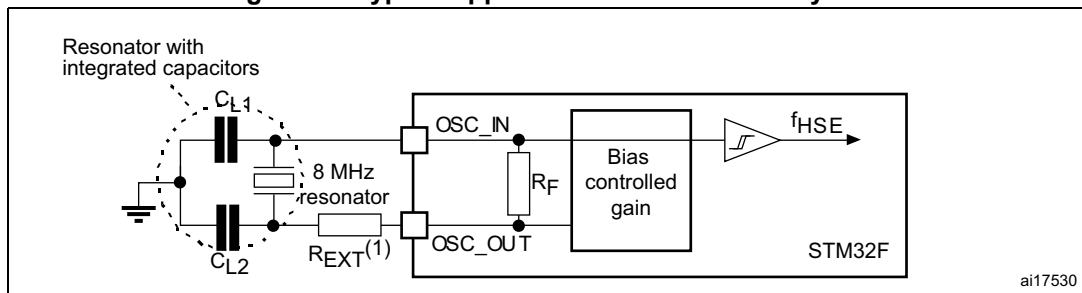 Resonator with
integrated capacitors
CL1
OSC_IN
fHSE
8 MHz
resonator
RF
Bias
controlled
gain
REXT(1)
OSC_OUT
STM32F
CL2
ai17530